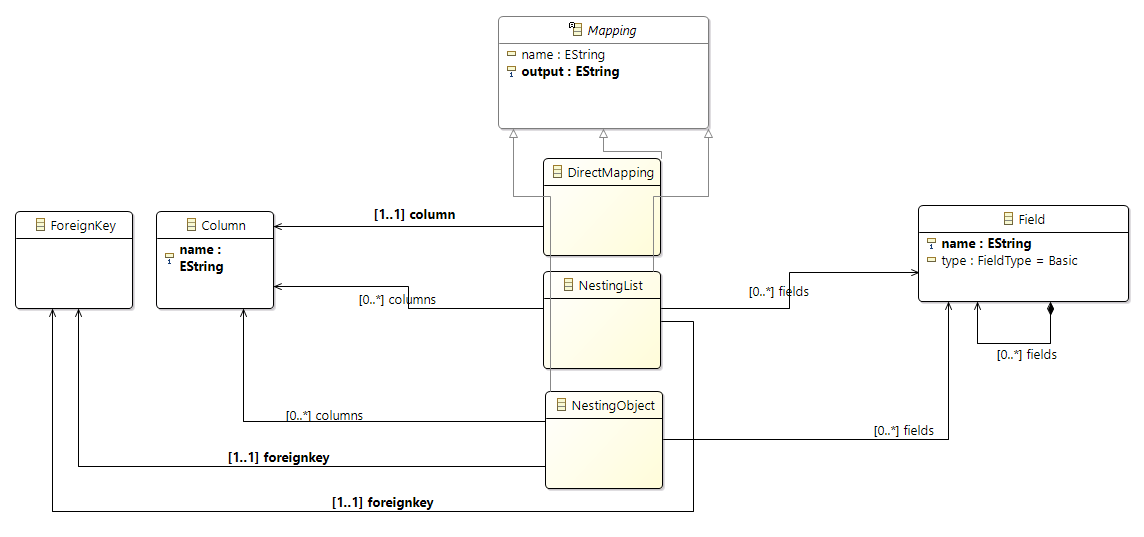 Mapping
name : EString
output : EString
DirectMapping
ForeignKey
Column
name :
EString
[1..1] column
Field
name : EString
type : FieldType = Basic
NestingList
[0..*] columns
[0..*] fields
[0..*] fields
NestingObject
[0..*] columns
[0..*] fields
[1..1] foreignkey
[1..1] foreignkey